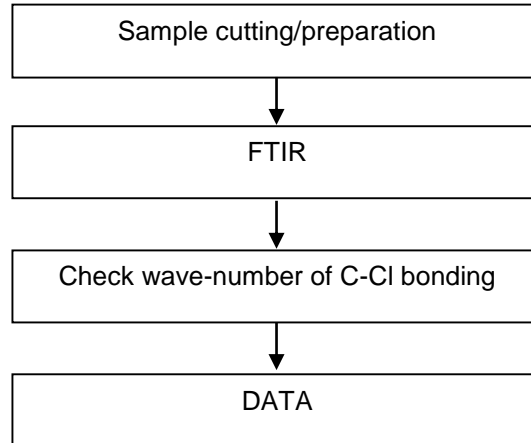 Sample cutting/preparation
FTIR
Check wave-number of C-Cl bonding
DATA